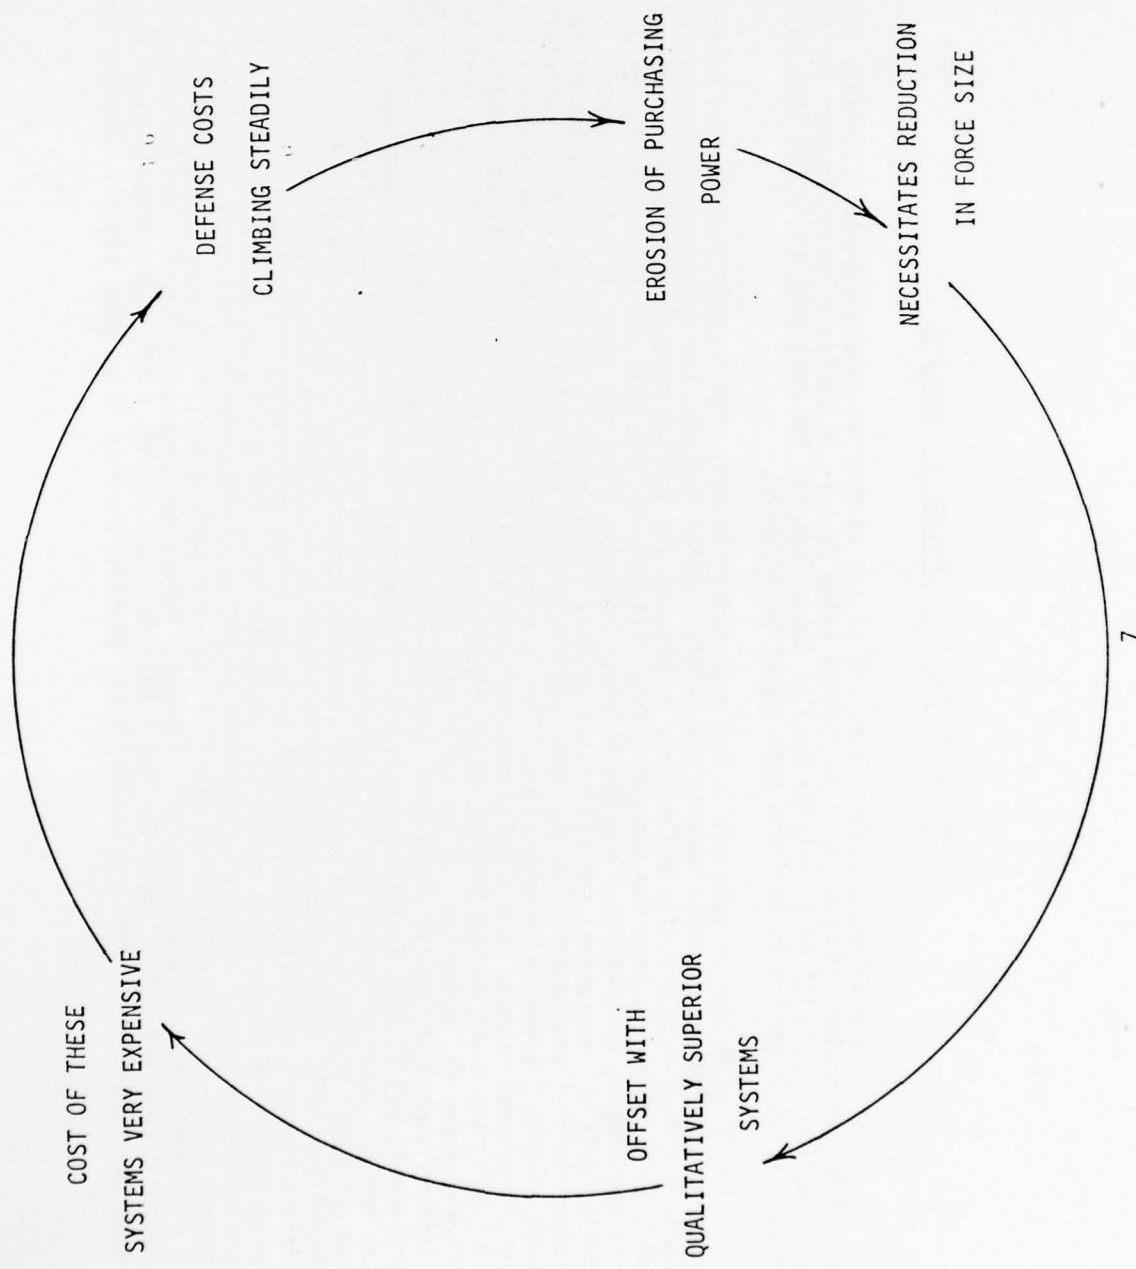 DEFENSE COSTS
CLIMBING STEADILY
EROSION OF PURCHASING
POWER
NECESSITATES REDUCTION
IN FORCE SIZE
OFFSET WITH
QUALITATIVELY SUPERIOR
SYSTEMS
COST OF THESE
SYSTEMS VERY EXPENSIVE
7